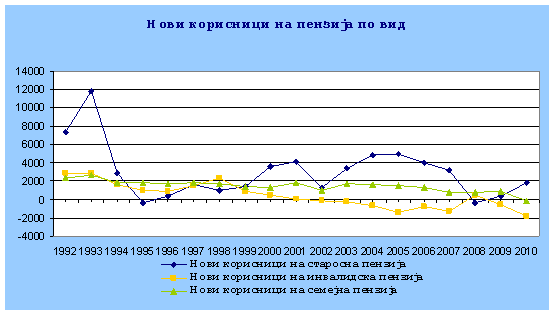 Нови корисници на пензија по вид
14000
12000
10000
8000
6000
4000
2000
0
-2000
-4000
1992 1993 1994 1995 1996 1997 1998 1999 2000 2001 2002 2003 2004 2005 2006 2007 2008 2009 2010
Нови корисници на старосна пензија
Нови корисници на инвалидска пензија
Нови корисници на семејна пензија